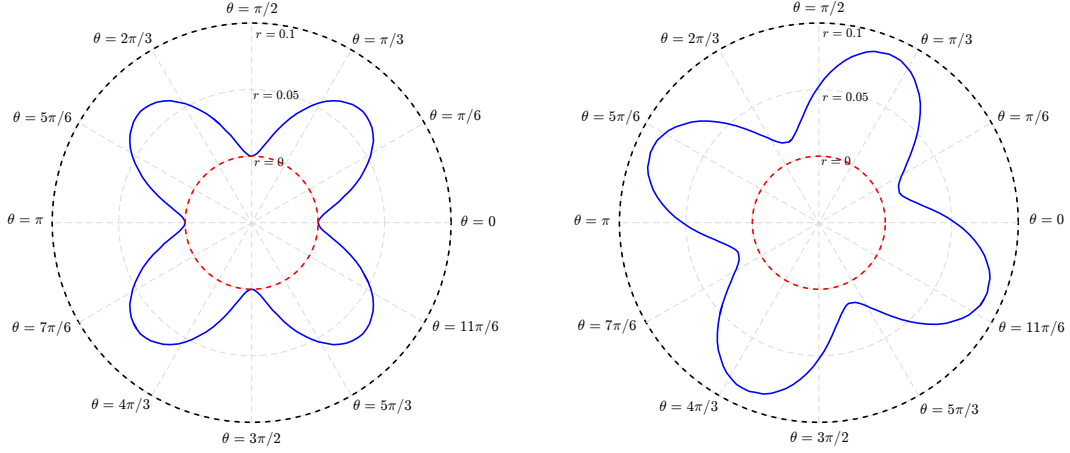 θ = π/2
r = 0.1
θ = 2π/3
θ = π/3
r = 0.05
θ = 5π/6
θ = π/6
r = 0
θ = π
θ = 0
θ = 7π/6
θ = 11π/6
θ = 4π/3
θ = 5π/3
θ = 3π/2
θ = π/2
r = 0.1
θ = 2π/3
θ = π/3
r = 0.05
θ = 5π/6
θ = π/6
r = 0
θ = π
θ = 0
θ = 7π/6
θ = 11π/6
θ = 4π/3
θ = 5π/3
θ = 3π/2